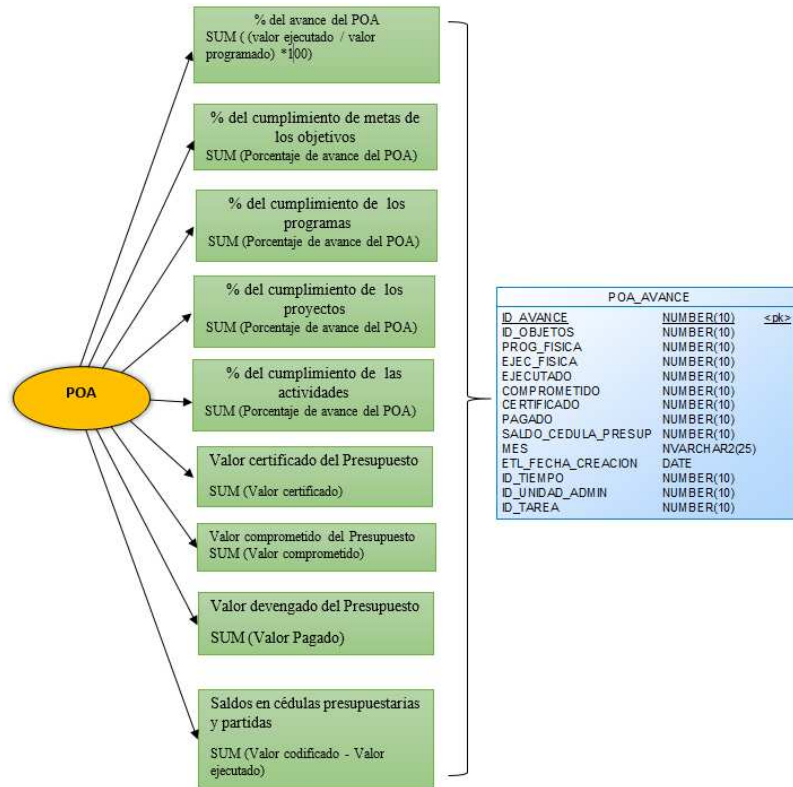 % del avance del POA
SUM ( (valor ejecutado / valor
programado) *100)
% del cumplimiento de metas de
los objetivos
SUM (Porcentaje de avance del POA)
% del cumplimiento de los
programas
SUM (Porcentaje de avance del POA)
% del cumplimiento de los
proyectos
SUM (Porcentaje de avance del POA)
POA
% del cumplimiento de las
actividades
SUM (Porcentaje de avance del POA)
Valor certificado del Presupuesto
SUM (Valor certificado)
Valor comprometido del Presupuesto
SUM (Valor comprometido)
Valor devengado del Presupuesto
SUM (Valor Pagado)
Saldos en cédulas presupuestarias
y partidas
SUM (Valor codificado - Valor
ejecutado)
POA_AVANCE
ID_AVANCE NUMBER(10) <pk>
ID_OBJETOS NUMBER(10)
PROG_FISICA NUMBER(10)
EJEC_FISICA NUMBER(10)
EJECUTADO NUMBER(10)
COMPROMETIDO NUMBER(10)
CERTIFICADO NUMBER(10)
PAGADO NUMBER(10)
SALDO_CEDULA_PRESUP NUMBER(10)
MES NVARCHAR2(25)
ETL_FECHA_CREACION DATE
ID_TIEMPO NUMBER(10)
ID_UNIDAD_ADMIN NUMBER(10)
ID_TAREA NUMBER(10)